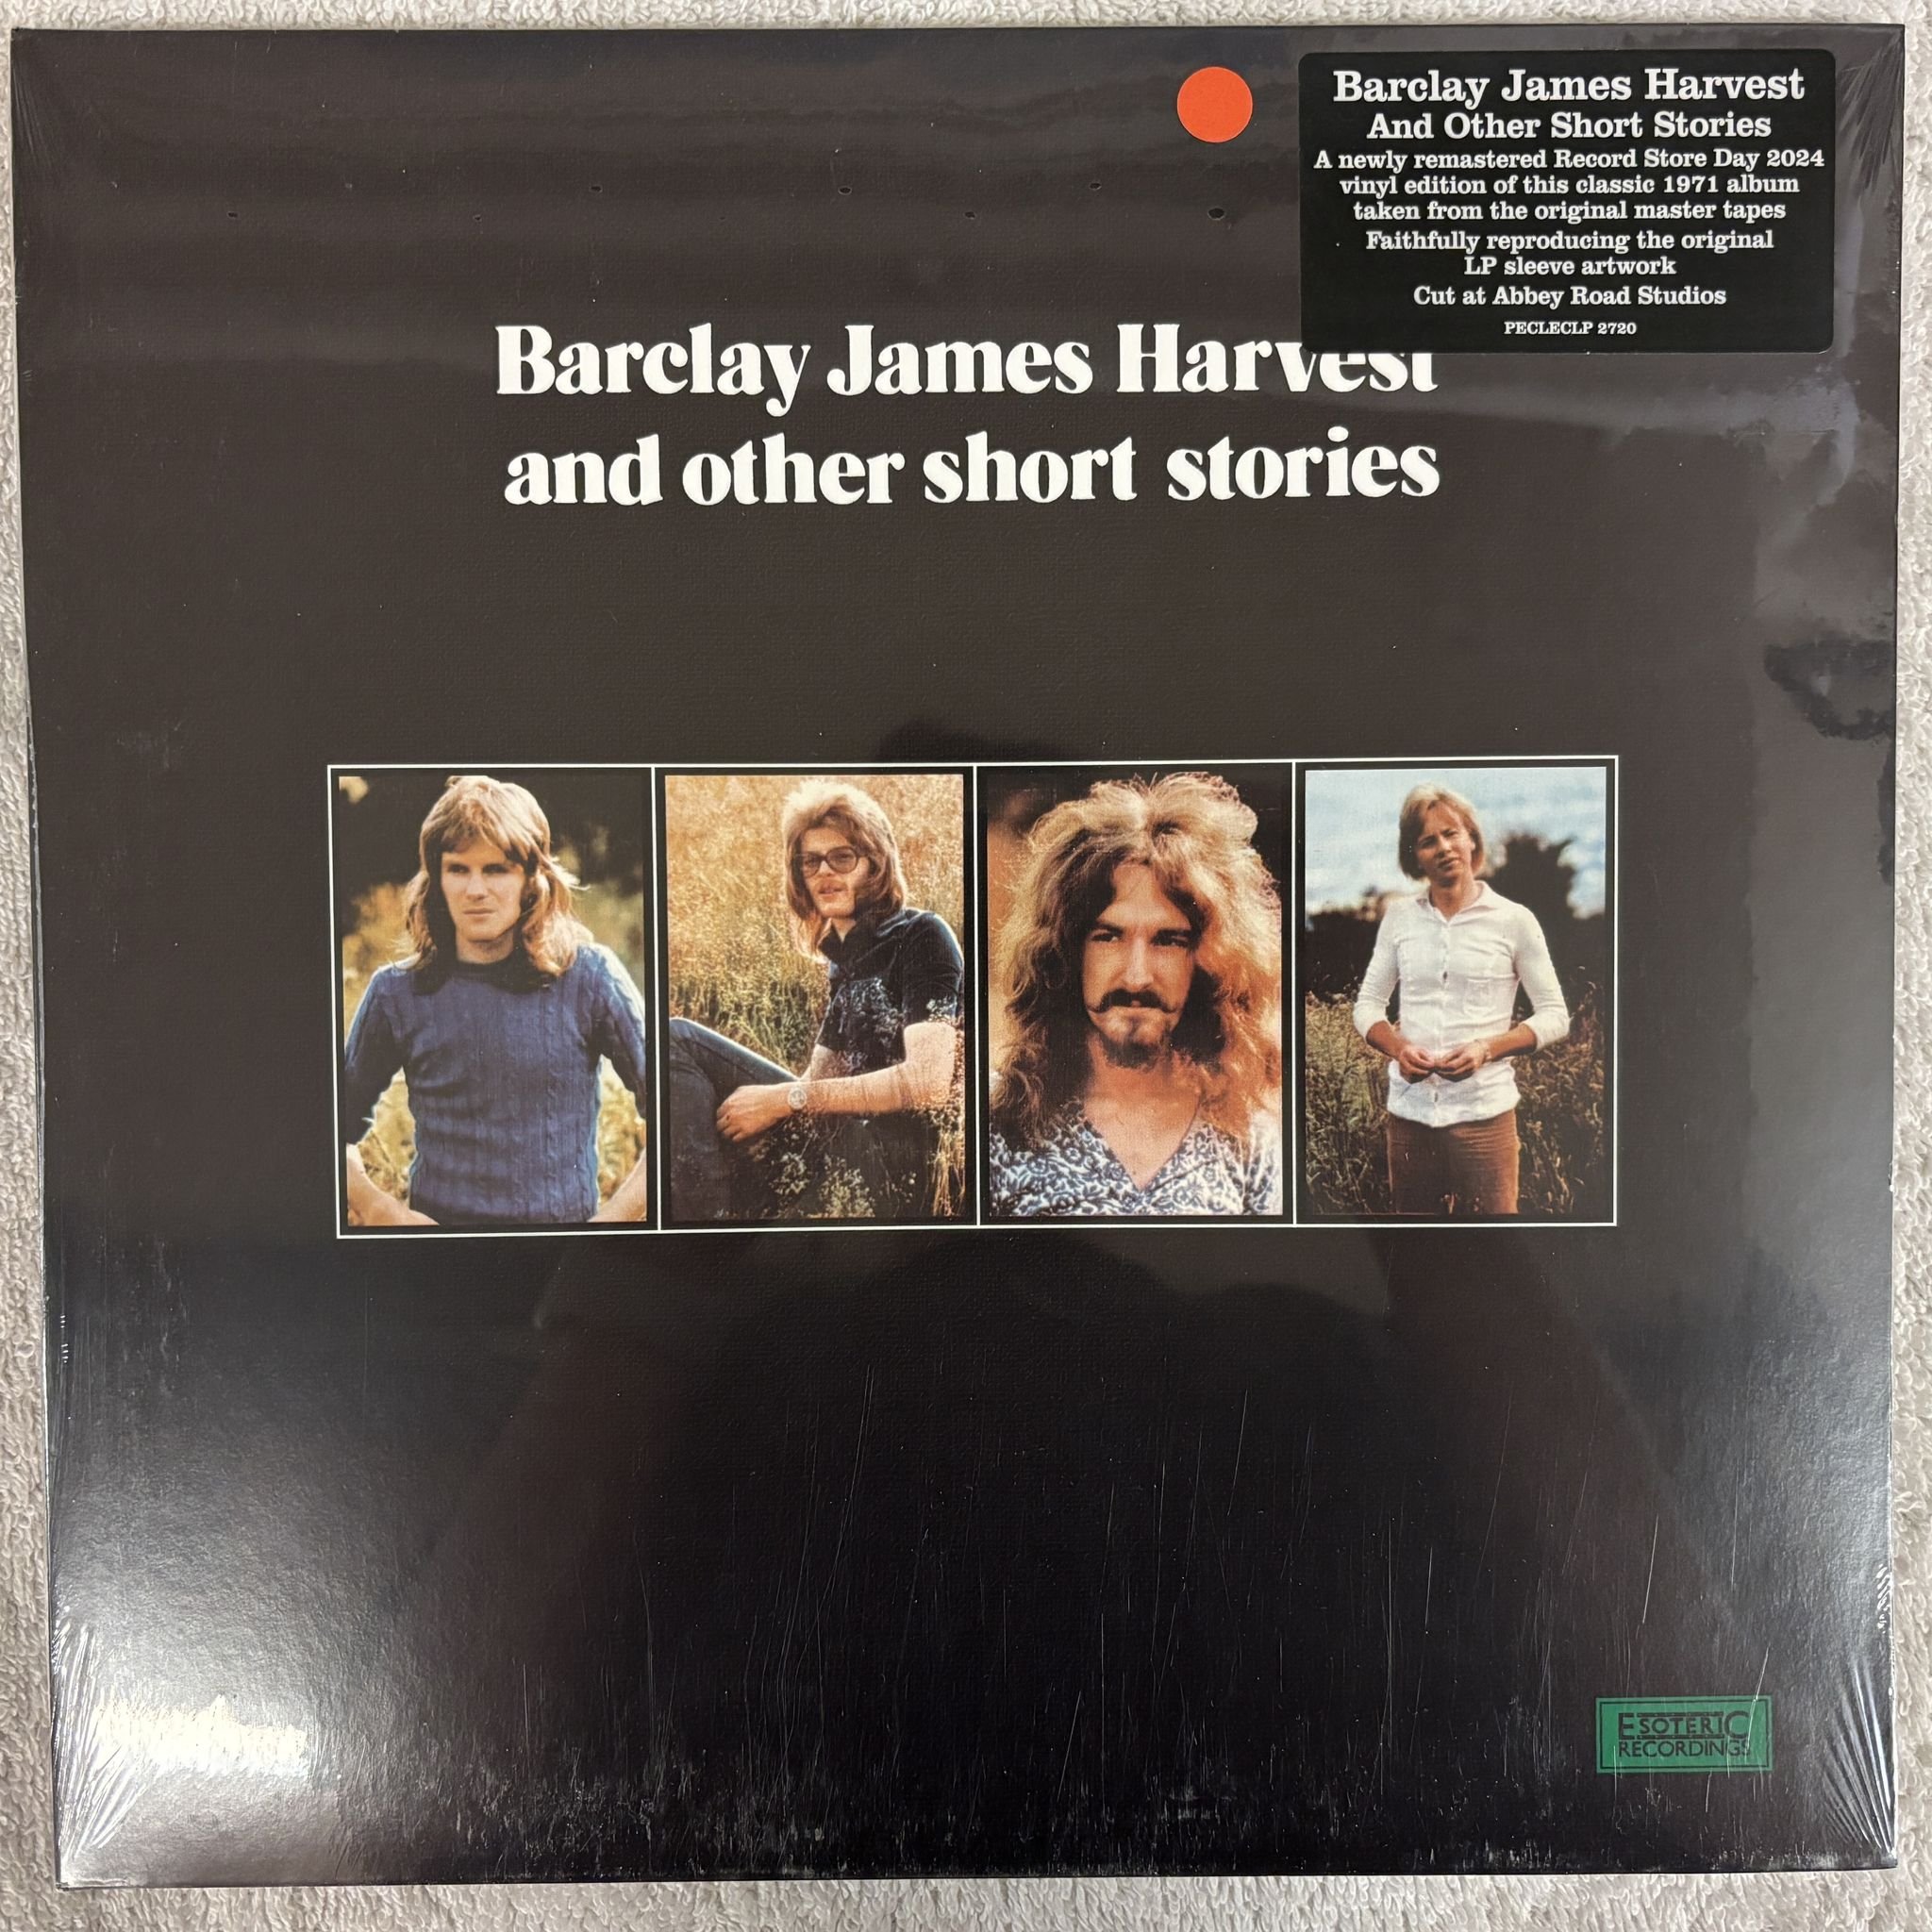 Barclay James Harvest
And Other Short Stories
A newly remastered Record Store Day 2024
vinyl edition of this classic 1971 album
taken from the original master tapes
Faithfully reproducing the original
LP sleeve artwork
Cut at Abbey Road Studios
PECLECLP 2720
Barclay James Harvest
and other short stories
ESOTERIC
RECORDINGS